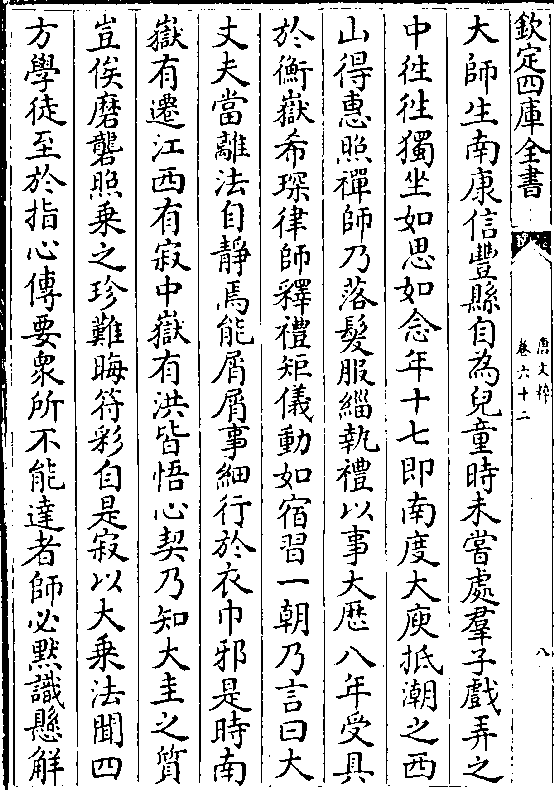 欽定四庫全書
唐文粹
卷六十二
八
大師生南康信豐縣自為兒童時未嘗處羣子戲弄之
中徃徃獨坐如思如念年十七即南度大庾抵潮之西
山得惠照禪師乃落髮服緇執禮以事大歴八年受具
於衡嶽希琛律師釋禮矩儀動如宿習一朝乃言曰大
丈夫當離法自靜焉能屑屑事細行於衣巾邪是時南
嶽有遷江西有寂中嶽有洪皆悟心契乃知大圭之質
豈俟磨礱照乗之珍難晦符彩自是寂以大乗法聞四
方學徒至於指心傳要衆所不能達者師必黙識懸解